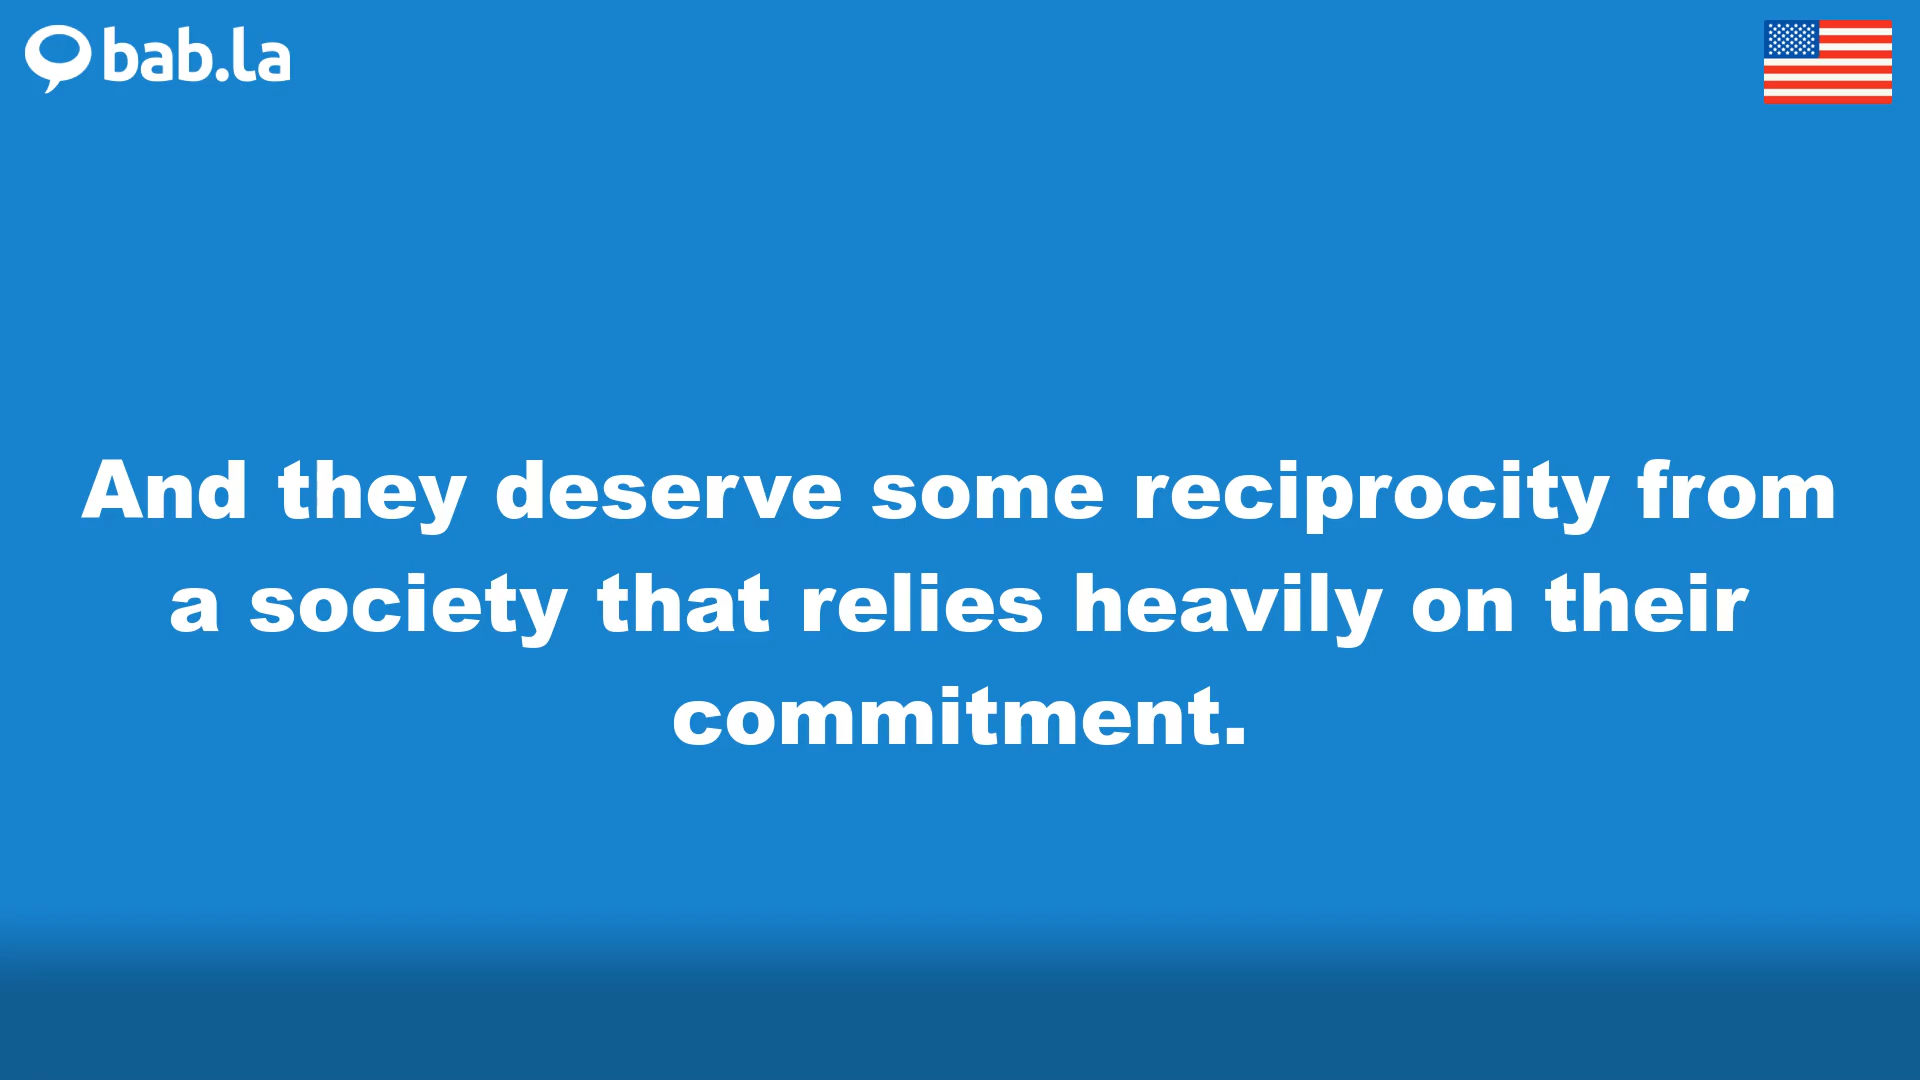 bab.la
And they deserve some reciprocity from
a society that relies heavily on their
commitment.